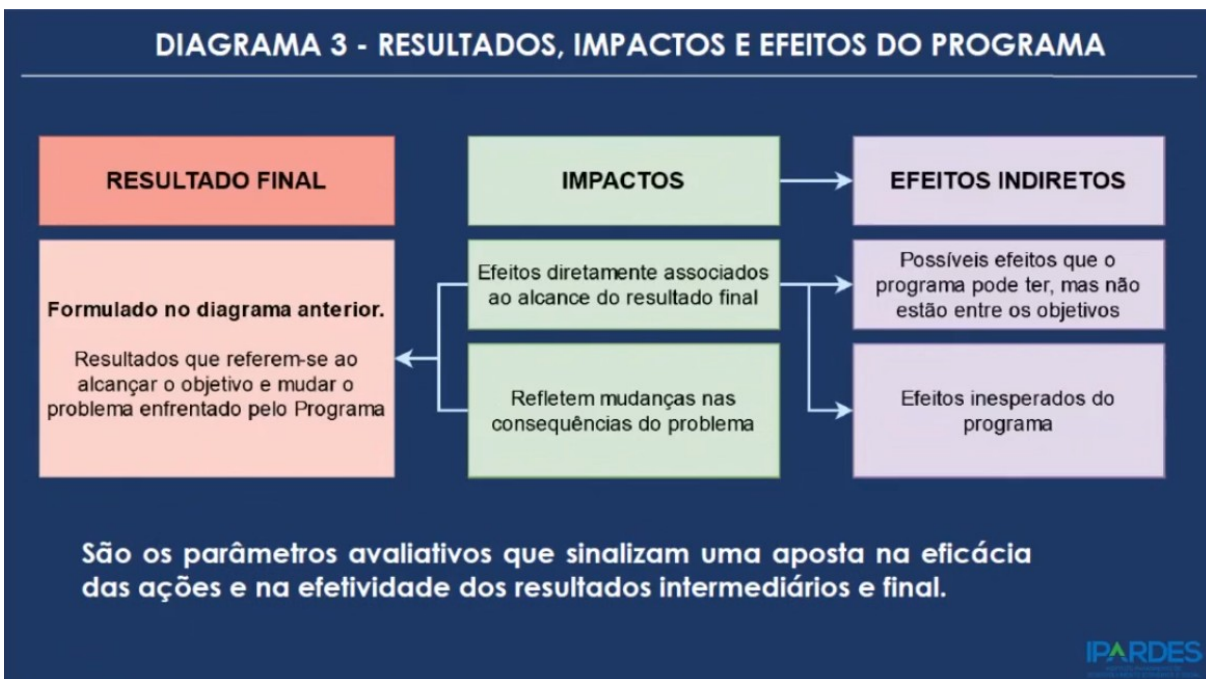 DIAGRAMA 3 - RESULTADOS, IMPACTOS E EFEITOS DO PROGRAMA
RESULTADO FINAL
Formulado no diagrama anterior.
Resultados que referem-se ao
alcançar o objetivo e mudar o
problema enfrentado pelo Programa
IMPACTOS
Efeitos diretamente associados
ao alcance do resultado final
Refletem mudanças nas
consequências do problema
EFEITOS INDIRETOS
Possíveis efeitos que o
programa pode ter, mas não
estão entre os objetivos
Efeitos inesperados do
programa
São os parâmetros avaliativos que sinalizam uma aposta na eficácia
das ações e na efetividade dos resultados intermediários e final.
IPARDES